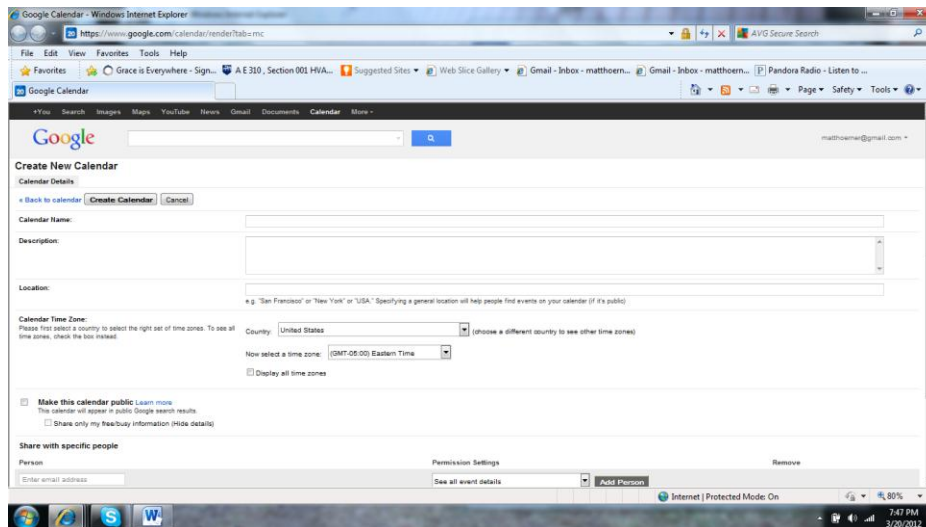 Google Calendar - Windows Internet Explorer
https://www.google.com/calendar/render?tab=mc
AVG Secure Search
File Edit View Favorites Tools Help
Favorites Grace is Everywhere - Sign... A E 310 , Section 001 HVA... Suggested Sites Web Slice Gallery Gmail - Inbox - matthoern... Gmail - Inbox - matthoern... Pandora Radio - Listen to ...
Google Calendar Page Safety Tools
+You Search Images Maps YouTube News Gmail Documents Calendar More
Google
matthoerner@gmail.com
Create New Calendar
Calendar Details
« Back to calendar Create Calendar Cancel
Calendar Name:
Description:
Location:
e.g. "San Francisco" or "New York" or "USA." Specifying a general location will help people find events on your calendar (if it's public)
Calendar Time Zone:
Please first select a country to select the right set of time zones. To see all
time zones, check the box instead.
Country: United States (choose a different country to see other time zones)
Now select a time zone: (GMT-05:00) Eastern Time
Display all time zones
Make this calendar public Learn more
This calendar will appear in public Google search results.
Share only my free/busy information (Hide details)
Share with specific people
Person Permission Settings Remove
Enter email address See all event details Add Person
Internet | Protected Mode: On 80%
7:47 PM
3/20/2012